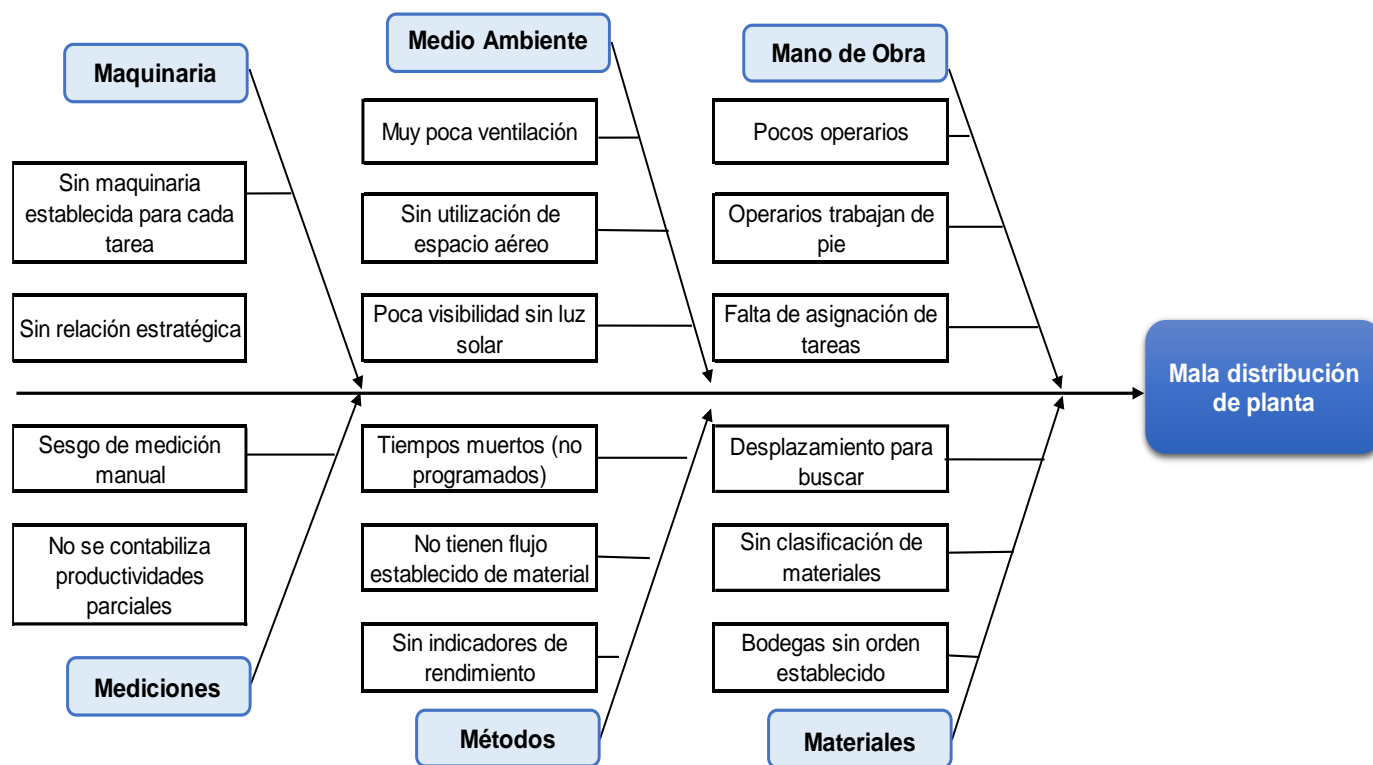 Maquinaria
Medio Ambiente
Mano de Obra
Sin maquinaria
establecida para cada
tarea
Sin relación estratégica
Muy poca ventilación
Sin utilización de
espacio aéreo
Poca visibilidad sin luz
solar
Pocos operarios
Operarios trabajan de
pie
Falta de asignación de
tareas
Mala distribución
de planta
Sesgo de medición
manual
No se contabiliza
productividades
parciales
Mediciones
Tiempos muertos (no
programados)
No tienen flujo
establecido de material
Sin indicadores de
rendimiento
Métodos
Desplazamiento para
buscar
Sin clasificación de
materiales
Bodegas sin orden
establecido
Materiales